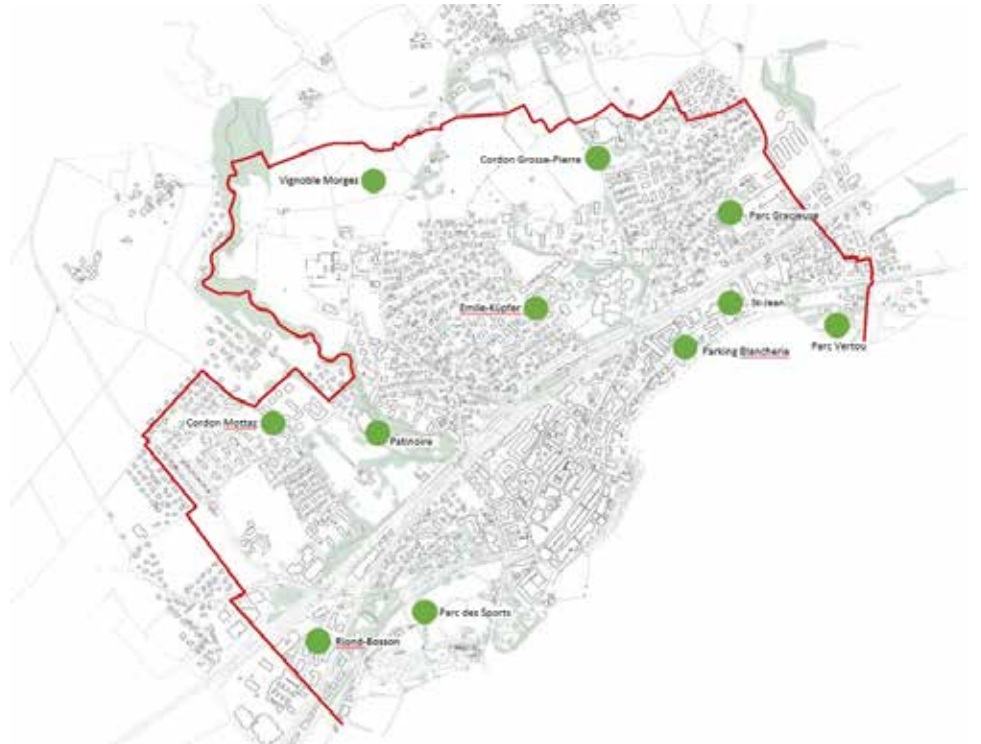 Cordon Grosse-Pierre
Vignoble Morges
Parc Gracieuse
St-Jean
Emile-Küpfer
Parc Vertou
Parking Blancherie
Cordon Mottaz
Patinoire
Parc des Sports
Riond-Bosson